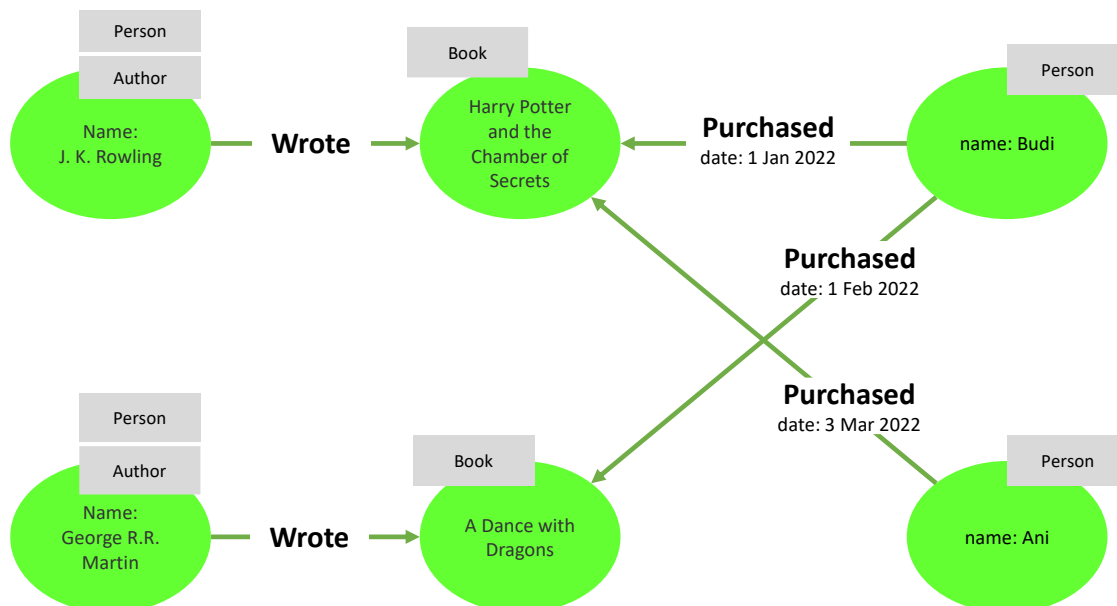 Person
Author
Name:
J. K. Rowling
Wrote
Book
Harry Potter
and the
Chamber of
Secrets
Purchased
date: 1 Jan 2022
Person
name: Budi
Purchased
date: 1 Feb 2022
Purchased
date: 3 Mar 2022
Person
Author
Name:
George R.R.
Martin
Wrote
Book
A Dance with
Dragons
Person
name: Ani